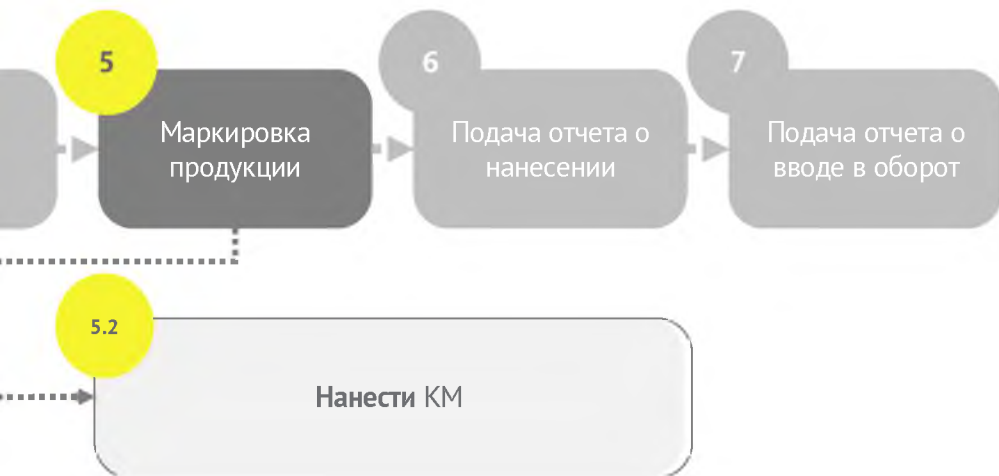 5
Маркировка
продукции
6
Подача отчета о
нанесении
7
Подача отчета о
вводе в оборот
5.2
Нанести КМ